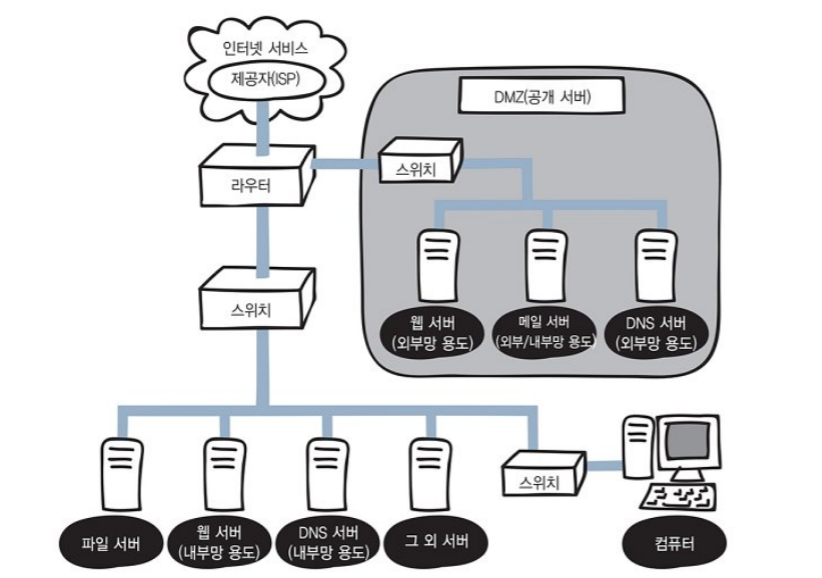 인터넷 서비스
제공자(ISP)
DMZ(공개 서버)
라우터
스위치
스위치
웹 서버
(외부망 용도)
메일 서버
(외부/내부망 용도)
DNS 서버
(외부망 용도)
스위치
파일 서버
웹 서버
(내부망 용도)
DNS 서버
(내부망 용도)
그 외 서버
컴퓨터